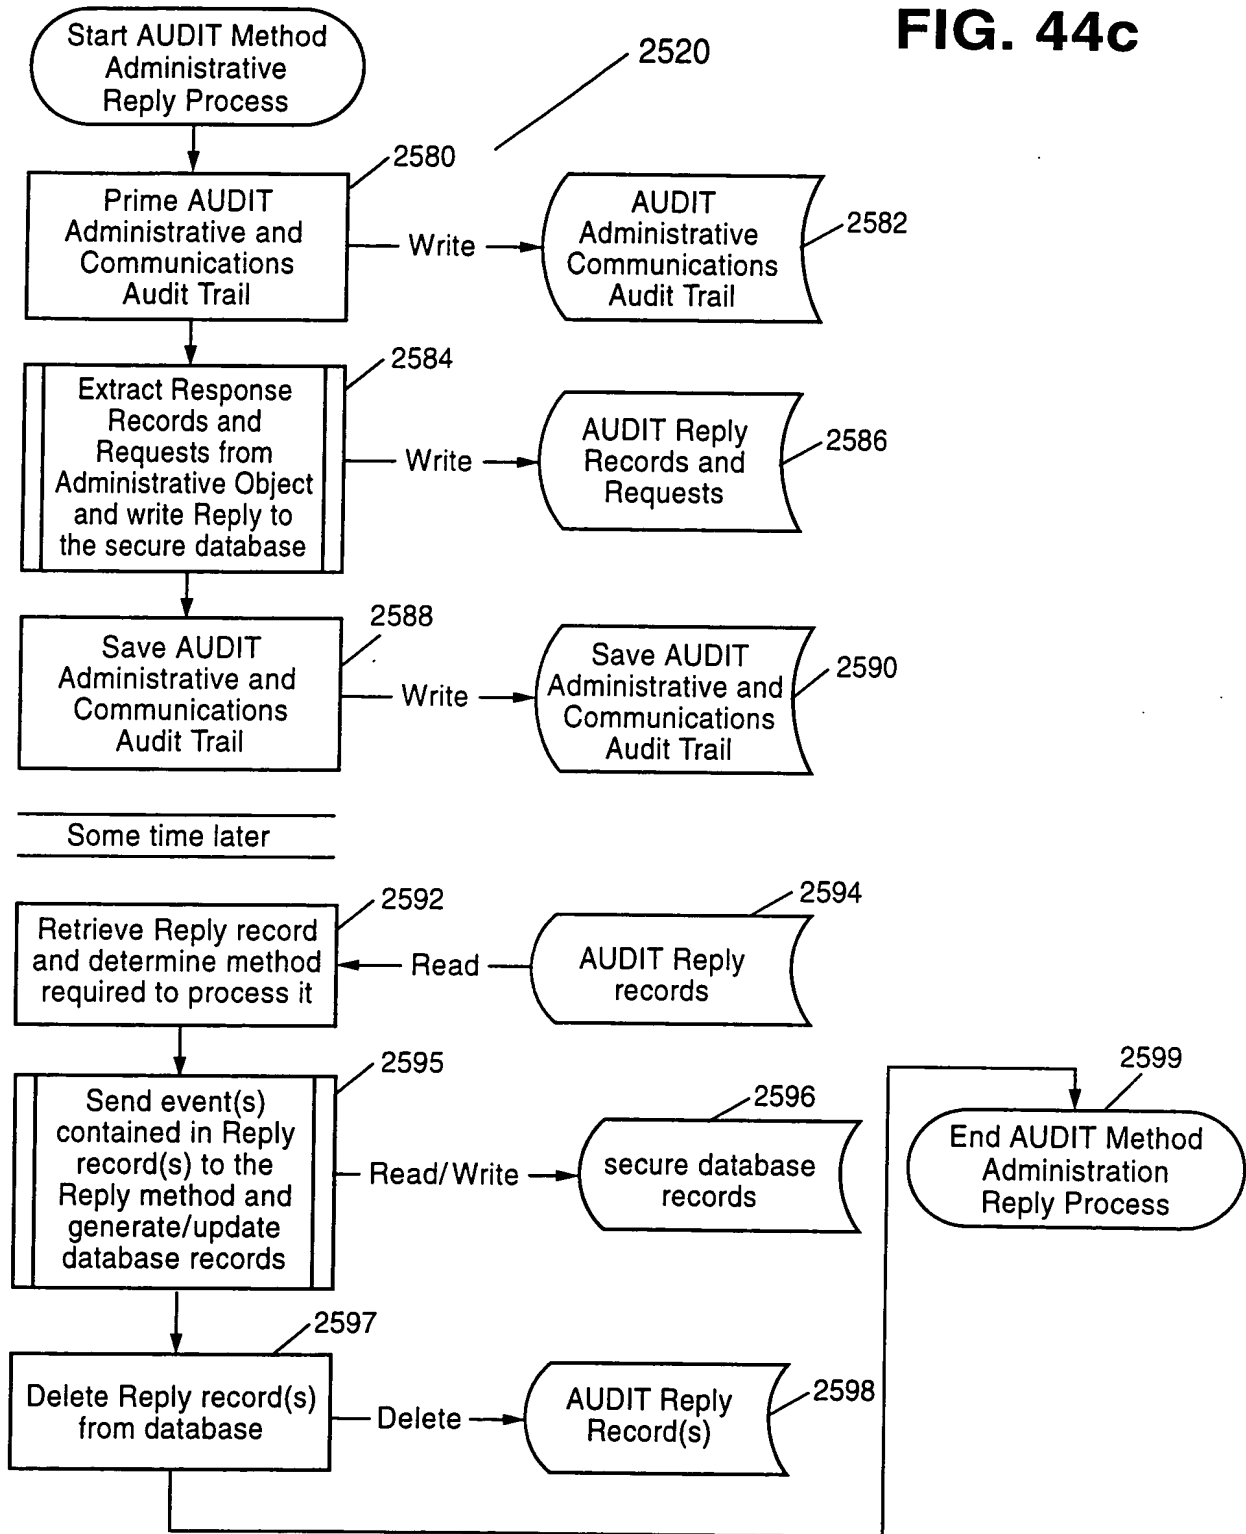 FIG. 44c
Start AUDIT Method
Administrative
Reply Process
2520
2580
Prime AUDIT
Administrative and
Communications
Audit Trail
Write
AUDIT
Administrative
Communications
Audit Trail
2582
2584
Extract Response
Records and
Requests from
Administrative Object
and write Reply to
the secure database
Write
AUDIT Reply
Records and
Requests
2586
2588
Save AUDIT
Administrative and
Communications
Audit Trail
Write
Save AUDIT
Administrative and
Communications
Audit Trail
2590
Some time later
2592
Retrieve Reply record
and determine method
required to process it
Read
AUDIT Reply
records
2594
2595
Send event(s)
contained in Reply
record(s) to the
Reply method and
generate/update
database records
Read/Write
secure database
records
2596
2597
Delete Reply record(s)
from database
Delete
AUDIT Reply
Record(s)
2598
2599
End AUDIT Method
Administration
Reply Process